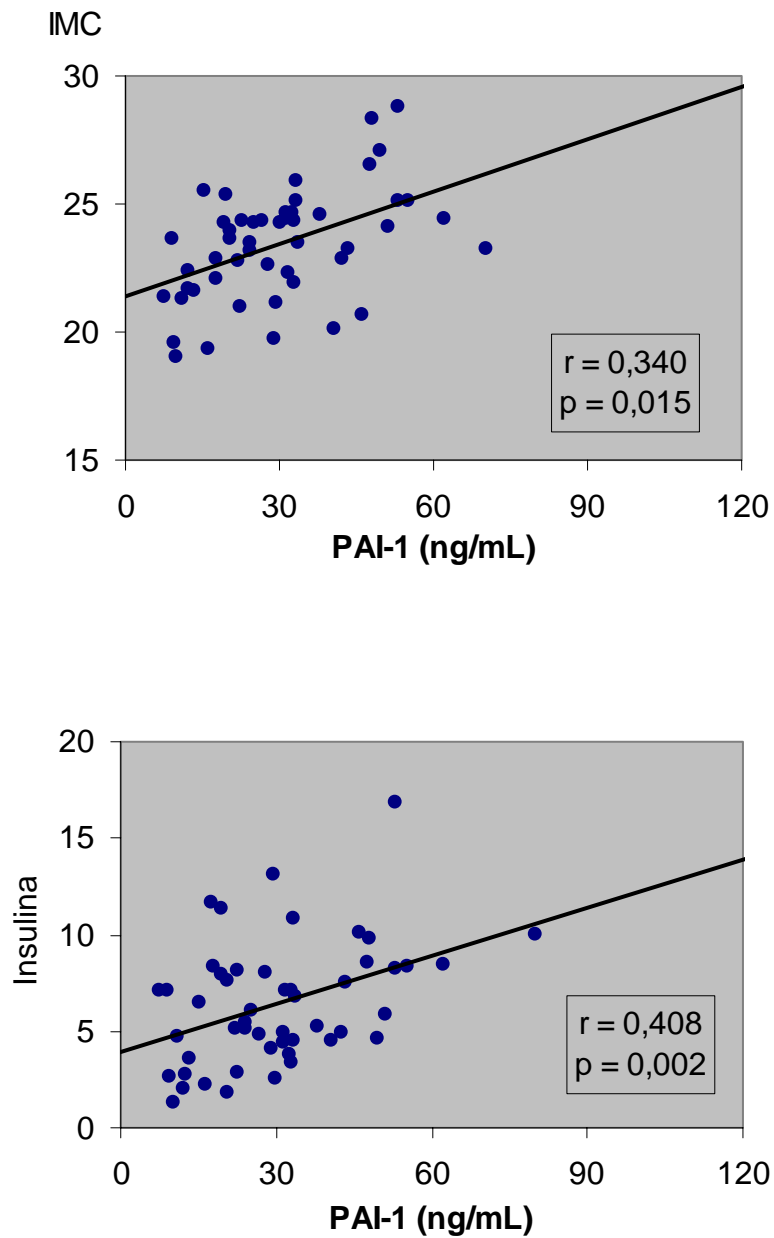 IMC
30
25
20
15
r = 0,340
p = 0,015
0 30 60 90 120
PAI-1 (ng/mL)
20
15
10
5
0
Insulina
r = 0,408
p = 0,002
0 30 60 90 120
PAI-1 (ng/mL)